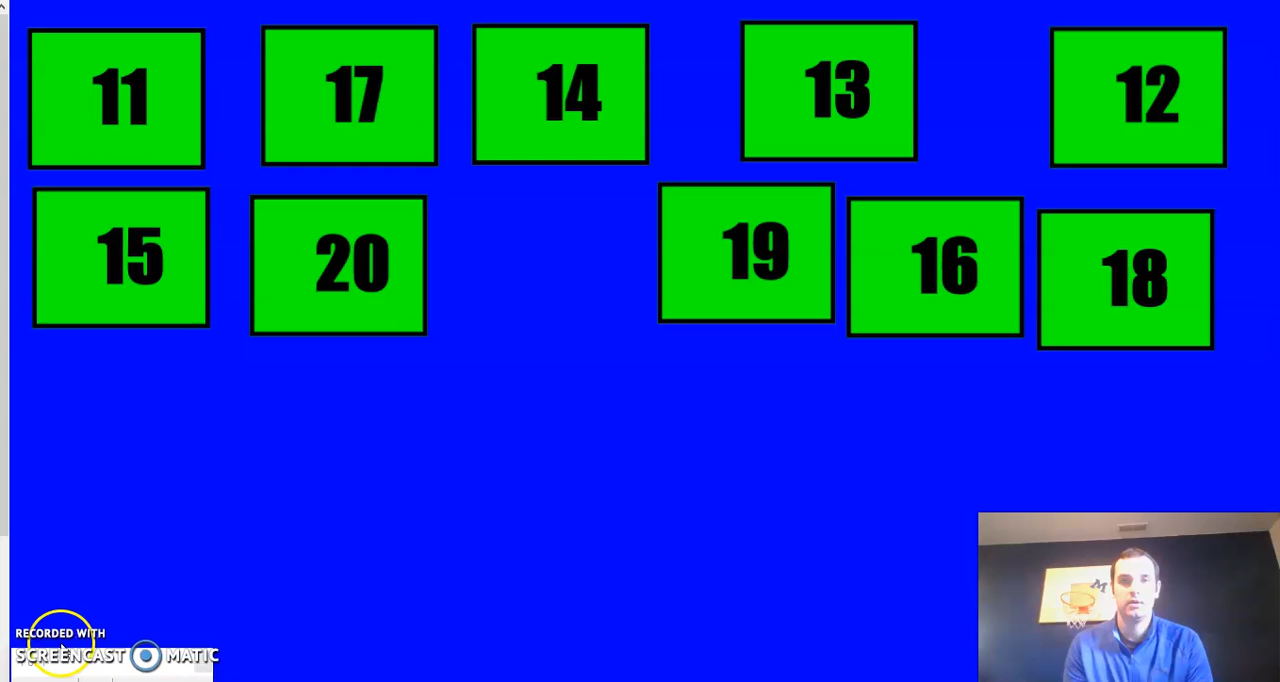 11 17 14 13 12
15 20 19 16 18
M
RECORDED WITH
SCREENCAST MATIC